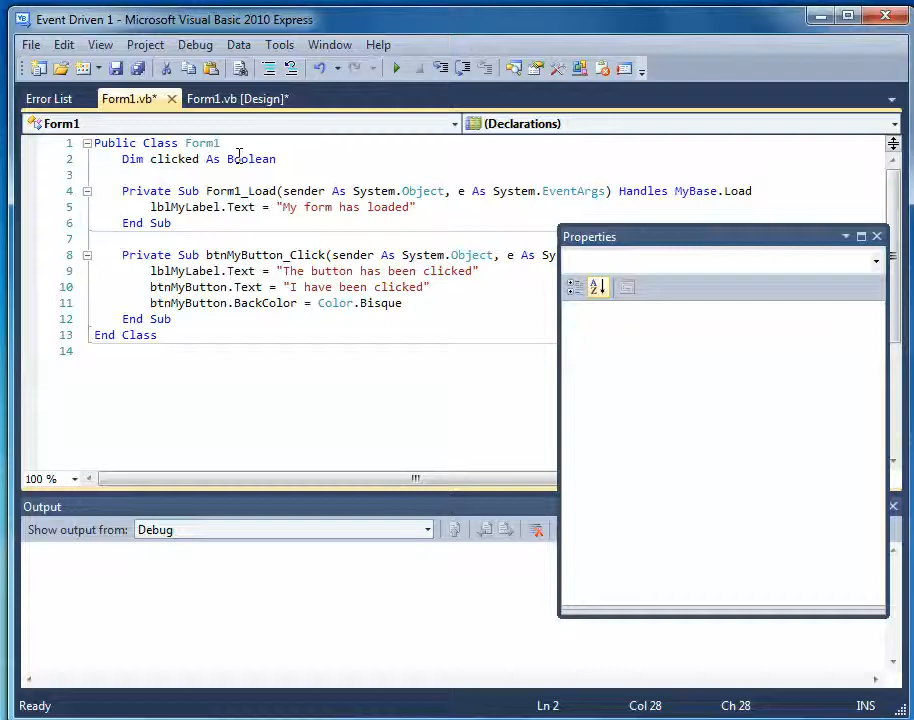 Event Driven 1 - Microsoft Visual Basic 2010 Express
File Edit View Project Debug Data Tools Window Help
Error List Form1.vb* Form1.vb [Design]*
Form1 (Declarations)
1 Public Class Form1
2 Dim clicked As Boolean
3
4 Private Sub Form1_Load(sender As System.Object, e As System.EventArgs) Handles MyBase.Load
5 lblMyLabel.Text = "My form has loaded"
6 End Sub
7
8 Private Sub btnMyButton_Click(sender As System.Object, e As Sy
9 lblMyLabel.Text = "The button has been clicked"
10 btnMyButton.Text = "I have been clicked"
11 btnMyButton.BackColor = Color.Bisque
12 End Sub
13 End Class
14
Properties
100 %
Output
Show output from: Debug
Ready Ln 2 Col 28 Ch 28 INS